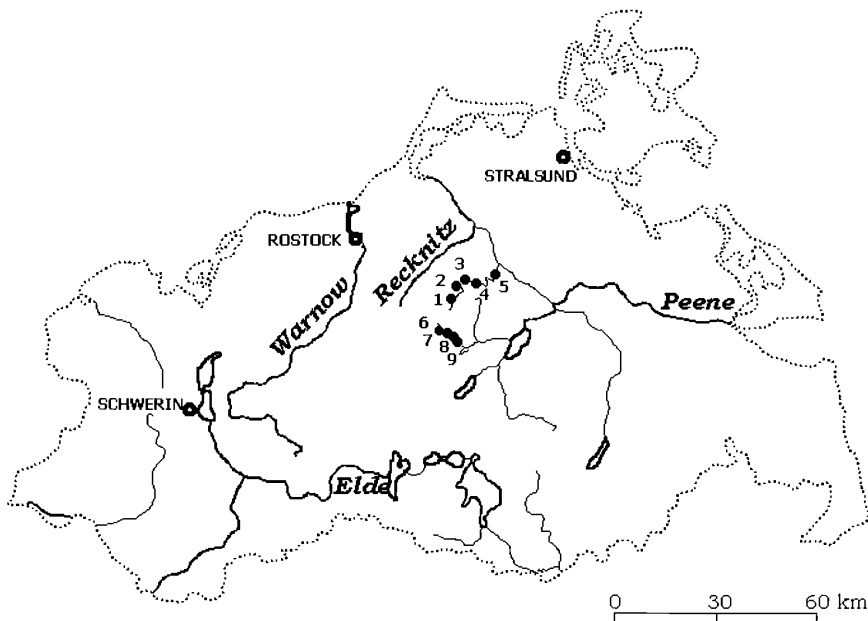 STRALSUND
ROSTOCK
Recknitz
Warnow
3
2
1
4
5
Peene
6
7
8
9
SCHWERIN
Elde
0 30 60 km